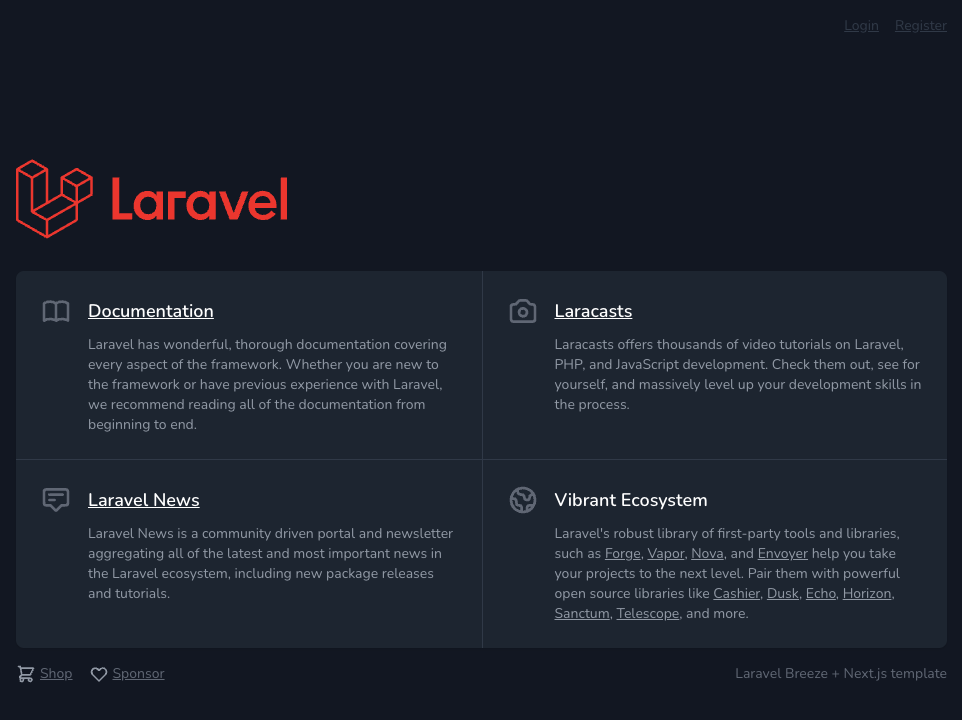 Login Register
Laravel
Documentation
Laravel has wonderful, thorough documentation covering
every aspect of the framework. Whether you are new to
the framework or have previous experience with Laravel,
we recommend reading all of the documentation from
beginning to end.
Laracasts
Laracasts offers thousands of video tutorials on Laravel,
PHP, and JavaScript development. Check them out, see for
yourself, and massively level up your development skills in
the process.
Laravel News
Laravel News is a community driven portal and newsletter
aggregating all of the latest and most important news in
the Laravel ecosystem, including new package releases
and tutorials.
Vibrant Ecosystem
Laravel's robust library of first-party tools and libraries,
such as Forge, Vapor, Nova, and Envoyer help you take
your projects to the next level. Pair them with powerful
open source libraries like Cashier, Dusk, Echo, Horizon,
Sanctum, Telescope, and more.
Shop Sponsor
Laravel Breeze + Next.js template